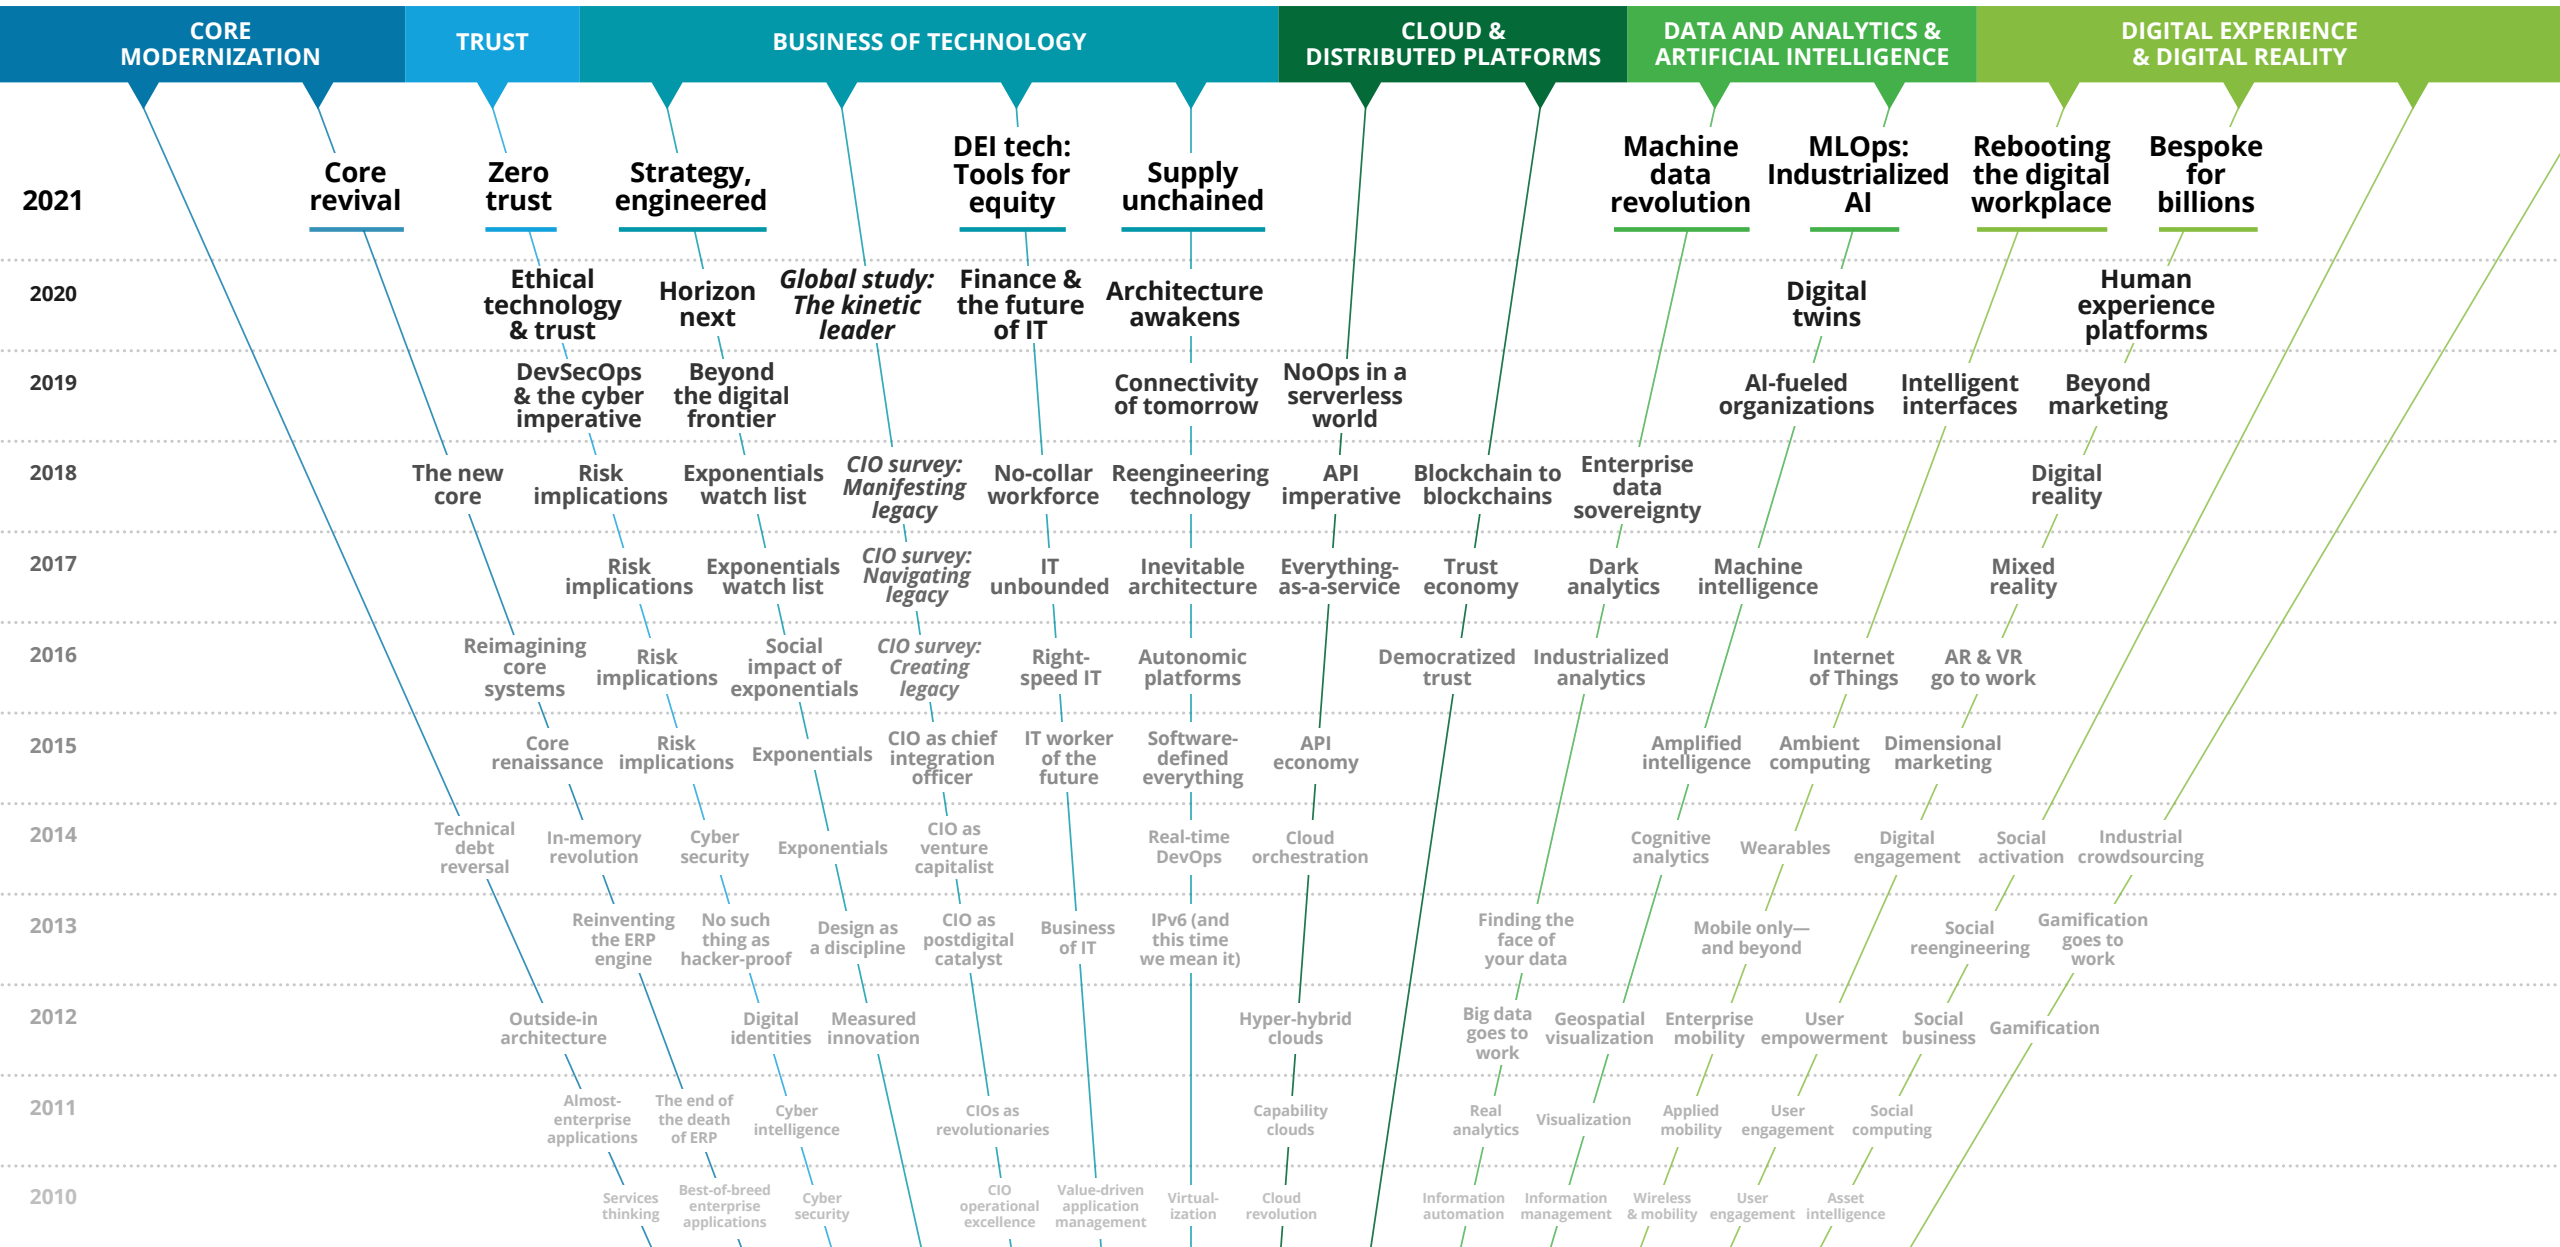 CORE
MODERNIZATION
TRUST
BUSINESS OF TECHNOLOGY
CLOUD &
DISTRIBUTED PLATFORMS
DATA AND ANALYTICS &
ARTIFICIAL INTELLIGENCE
DIGITAL EXPERIENCE
& DIGITAL REALITY
2021
Core
revival
Zero
trust
Strategy,
engineered
DEI tech:
Tools for
equity
Supply
unchained
Machine
data
revolution
MLOps:
Industrialized
AI
Rebooting
the digital
workplace
Bespoke
for
billions
2020
Ethical
technology
& trust
Horizon
next
Global study:
The kinetic
leader
Finance &
the future
of IT
Architecture
awakens
Digital
twins
Human
experience
platforms
2019
DevSecOps
& the cyber
imperative
Beyond
the digital
frontier
Connectivity
of tomorrow
NoOps in a
serverless
world
AI-fueled
organizations
Intelligent
interfaces
Beyond
marketing
2018
The new
core
Risk
implications
Exponentials
watch list
CIO survey:
Manifesting
legacy
No-collar
workforce
Reengineering
technology
API
imperative
Blockchain to
blockchains
Enterprise
data
sovereignty
Digital
reality
2017
Risk
implications
Exponentials
watch list
CIO survey:
Navigating
legacy
IT
unbounded
Inevitable
architecture
Everything-
as-a-service
Trust
economy
Dark
analytics
Machine
intelligence
Mixed
reality
2016
Reimagining
core
systems
Risk
implications
Social
impact of
exponentials
CIO survey:
Creating
legacy
Right-
speed IT
Autonomic
platforms
Democratized
trust
Industrialized
analytics
Internet
of Things
AR & VR
go to work
2015
Core
renaissance
Risk
implications
Exponentials
CIO as chief
integration
officer
IT worker
of the
future
Software-
defined
everything
API
economy
Amplified
intelligence
Ambient
computing
Dimensional
marketing
2014
Technical
debt
reversal
In-memory
revolution
Cyber
security
Exponentials
CIO as
venture
capitalist
Real-time
DevOps
Cloud
orchestration
Cognitive
analytics
Wearables
Digital
engagement
Social
activation
Industrial
crowdsourcing
2013
Reinventing
the ERP
engine
No such
thing as
hacker-proof
Design as
a discipline
CIO as
postdigital
catalyst
Business
of IT
IPv6 (and
this time
we mean it)
Finding the
face of
your data
Mobile only—
and beyond
Social
reengineering
Gamification
goes to
work
2012
Outside-in
architecture
Digital
identities
Measured
innovation
Hyper-hybrid
clouds
Big data
goes to
work
Geospatial
visualization
Enterprise
mobility
User
empowerment
Social
business
Gamification
2011
Almost-
enterprise
applications
The end of
the death
of ERP
Cyber
intelligence
CIOs as
revolutionaries
Capability
clouds
Real
analytics
Visualization
Applied
mobility
User
engagement
Social
computing
2010
Services
thinking
Best-of-breed
enterprise
applications
Cyber
security
CIO
operational
excellence
Value-driven
application
management
Virtual-
ization
Cloud
revolution
Information
automation
Information
management
Wireless
& mobility
User
engagement
Asset
intelligence